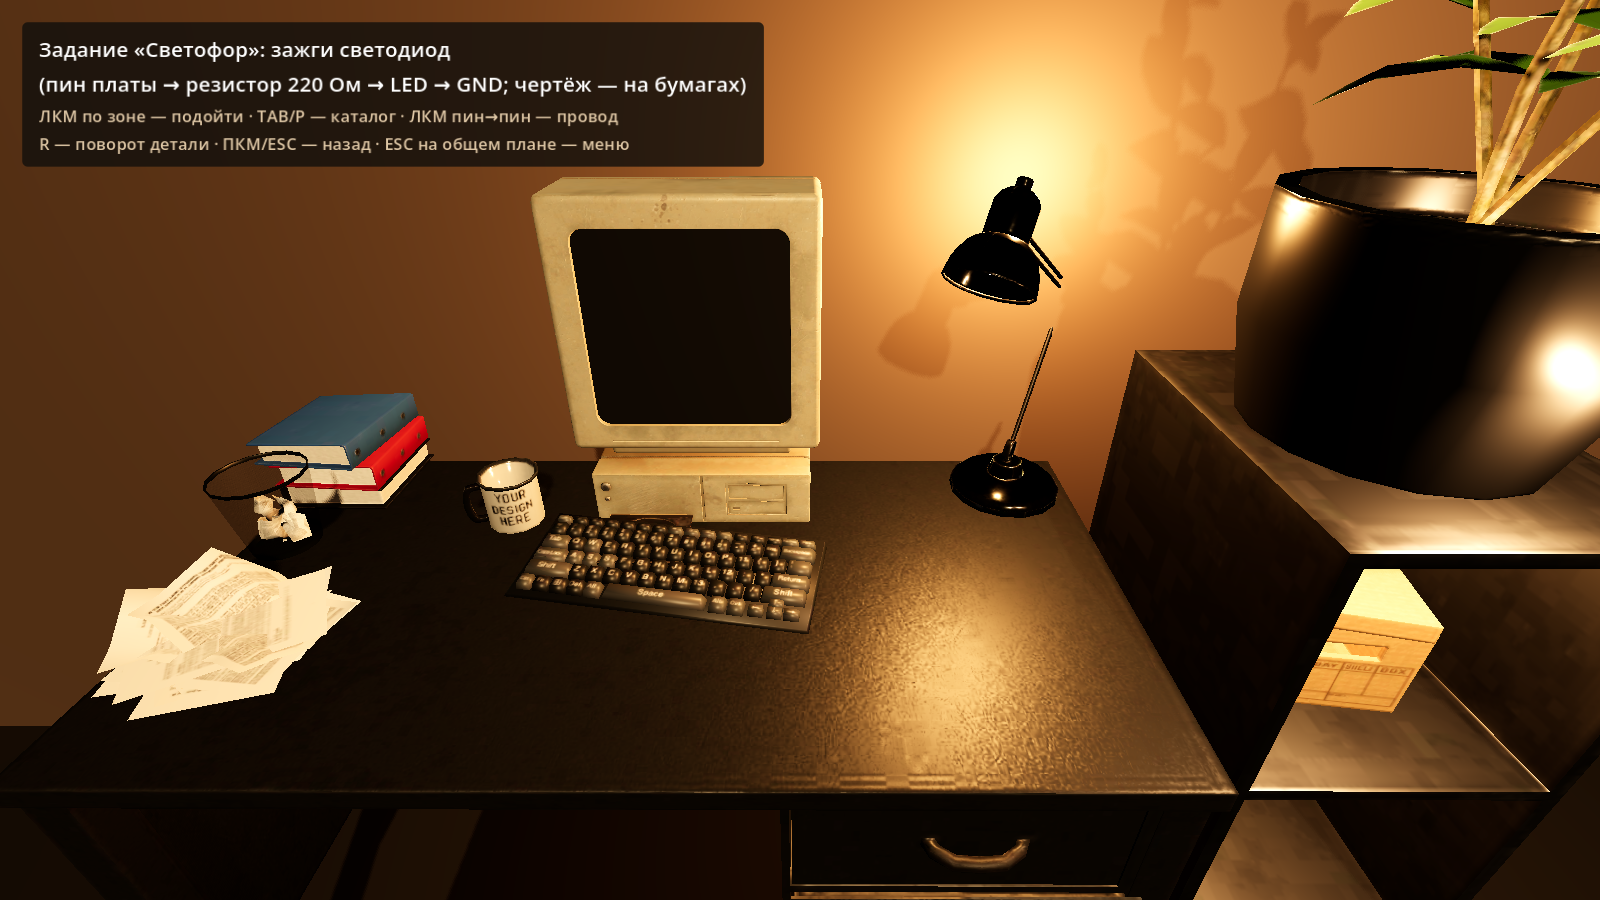 Задание «Светофор»: зажги светодиод
(пин платы → резистор 220 Ом → LED → GND; чертёж — на бумагах)
ЛКМ по зоне — подойти · TAB/P — каталог · ЛКМ пин→пин — провод
R — поворот детали · ПКМ/ESC — назад · ESC на общем плане — меню
YOUR
DESIGN
HERE
Shift
Space
Shift
BOX